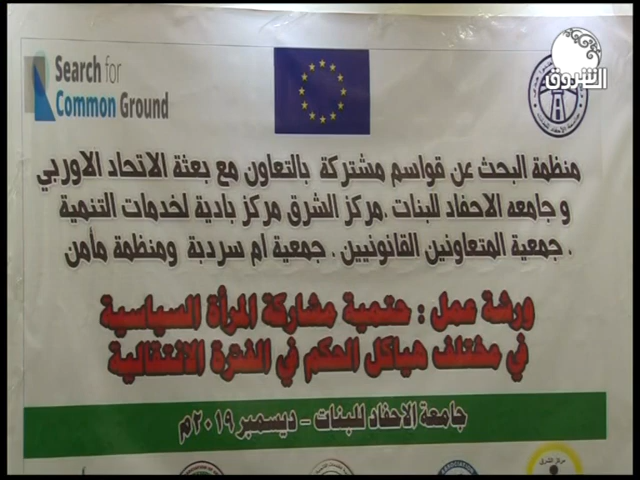 Search for
Common Ground
الشروق
منظمة البحث عن قواسم مشتركة بالتعاون مع بعثة الاتحاد الاوربي
و جامعه الاحفاد للبنات ،مركز الشرق مركز بادية لخدمات التنمية
، جمعية المتعاونين القانونيين ، جمعية ام سردبة ومنظمة مأمن
ورشة عمل : حتمية مشاركة المرأة السياسية
في مختلف هياكل الحكم في الفترة الانتقالية
جامعة الاحفاد للبنات - ديسمبر ٢٠١٩م
مركز الشرق